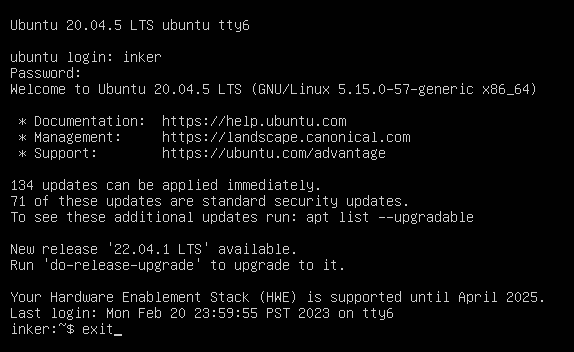 Ubuntu 20.04.5 LTS ubuntu tty6
ubuntu login: inker
Password:
Welcome to Ubuntu 20.04.5 LTS (GNU/Linux 5.15.0-57-generic x86_64)
* Documentation:  https://help.ubuntu.com
* Management:     https://landscape.canonical.com
* Support:        https://ubuntu.com/advantage
134 updates can be applied immediately.
71 of these updates are standard security updates.
To see these additional updates run: apt list --upgradable
New release '22.04.1 LTS' available.
Run 'do-release-upgrade' to upgrade to it.
Your Hardware Enablement Stack (HWE) is supported until April 2025.
Last login: Mon Feb 20 23:59:55 PST 2023 on tty6
inker:~$ exit_